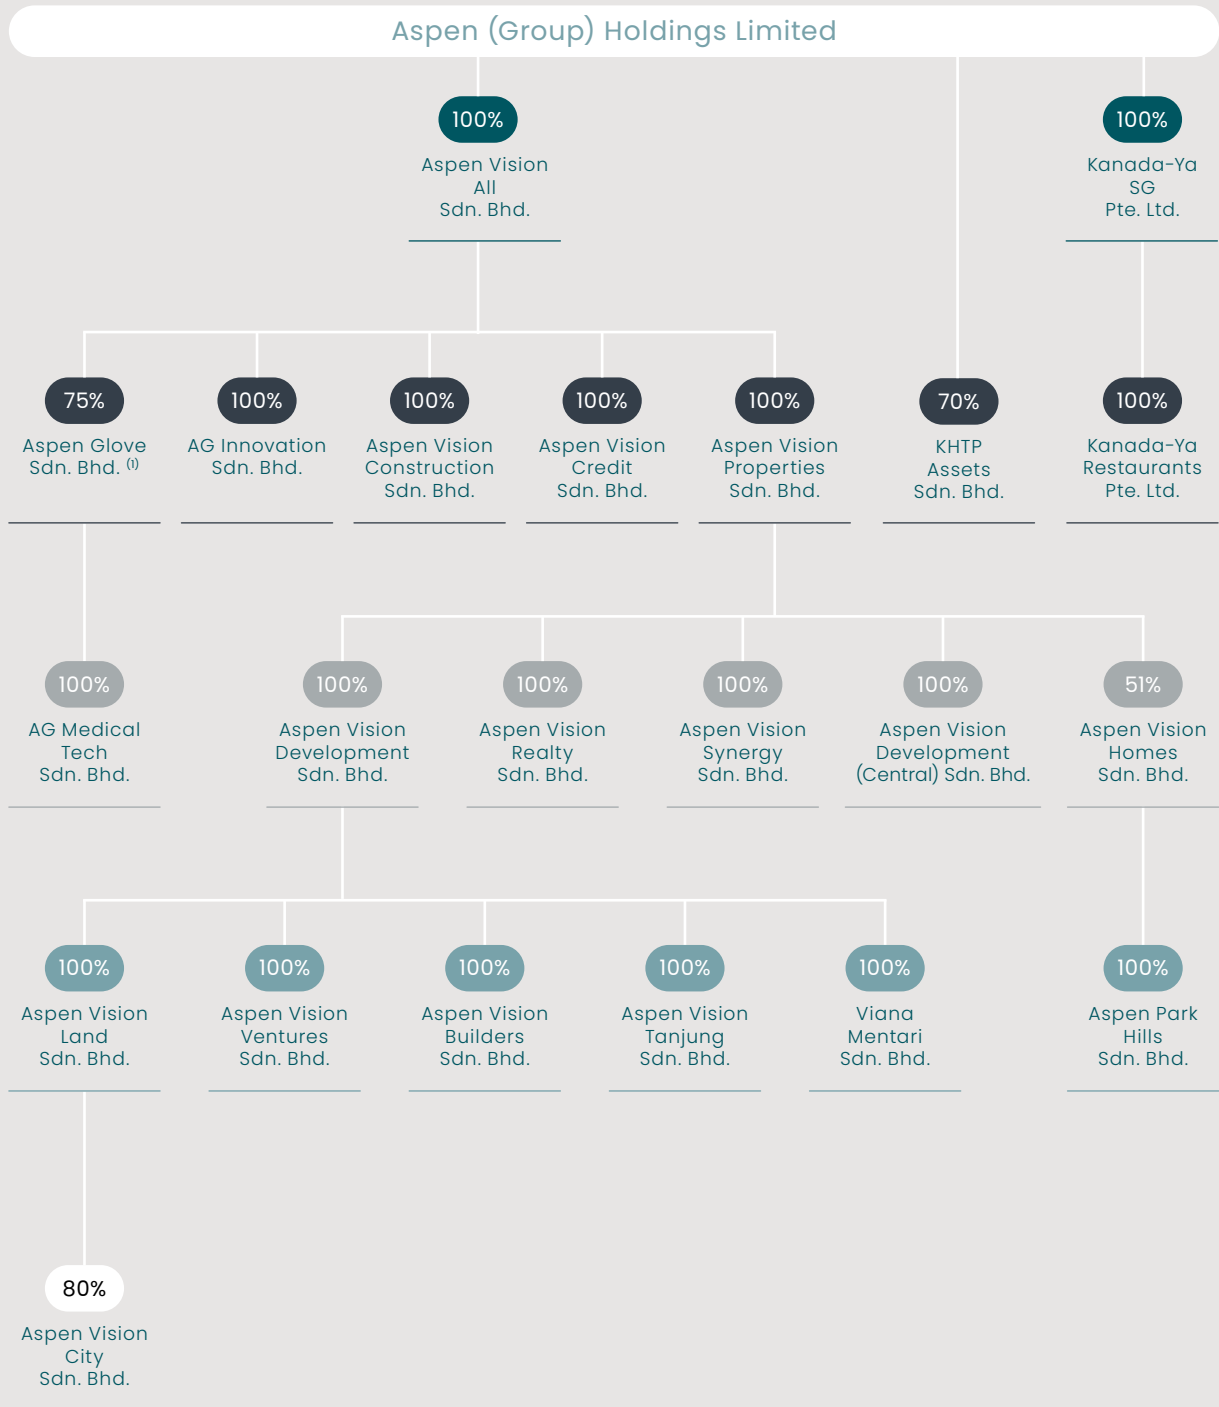 Aspen (Group) Holdings Limited
100%
Aspen Vision
All
Sdn. Bhd.
100%
Kanada-Ya
SG
Pte. Ltd.
75%
Aspen Glove
Sdn. Bhd. (1)
100%
AG Innovation
Sdn. Bhd.
100%
Aspen Vision
Construction
Sdn. Bhd.
100%
Aspen Vision
Credit
Sdn. Bhd.
100%
Aspen Vision
Properties
Sdn. Bhd.
70%
KHTP
Assets
Sdn. Bhd.
100%
Kanada-Ya
Restaurants
Pte. Ltd.
100%
AG Medical
Tech
Sdn. Bhd.
100%
Aspen Vision
Development
Sdn. Bhd.
100%
Aspen Vision
Realty
Sdn. Bhd.
100%
Aspen Vision
Synergy
Sdn. Bhd.
100%
Aspen Vision
Development
(Central) Sdn. Bhd.
51%
Aspen Vision
Homes
Sdn. Bhd.
100%
Aspen Vision
Land
Sdn. Bhd.
100%
Aspen Vision
Ventures
Sdn. Bhd.
100%
Aspen Vision
Builders
Sdn. Bhd.
100%
Aspen Vision
Tanjung
Sdn. Bhd.
100%
Viana
Mentari
Sdn. Bhd.
100%
Aspen Park
Hills
Sdn. Bhd.
80%
Aspen Vision
City
Sdn. Bhd.